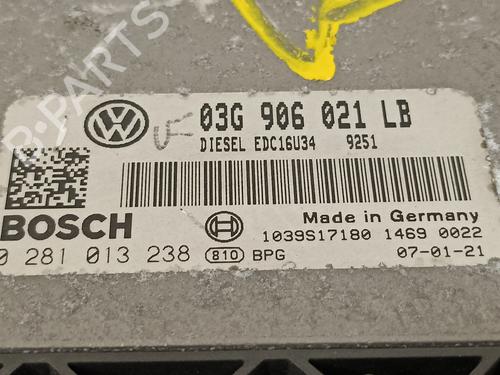 03G 906 021 LB
DIESEL EDC16U34 9251
BOSCH
Made in Germany
1039S17180 1469 0022
0 281 013 238 810 BPG 07-01-21
R-PARTS